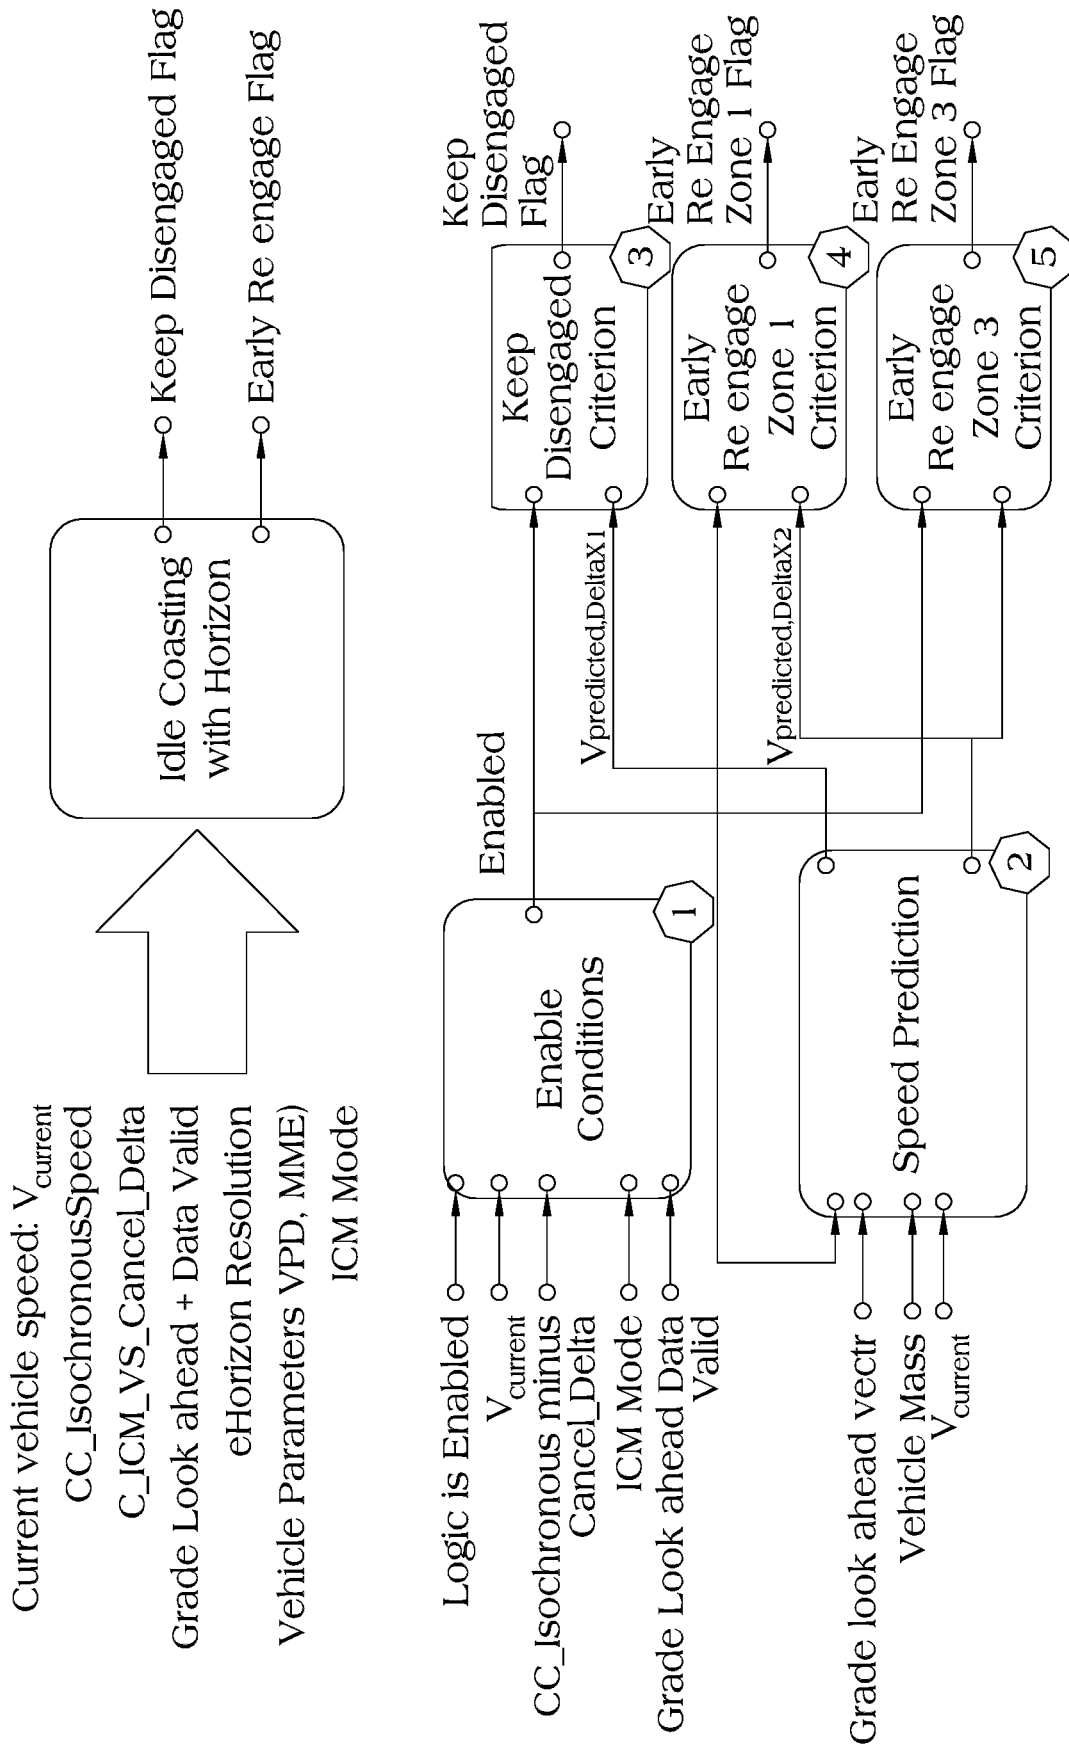 Current vehicle speed: Vcurrent
CC_IsochronousSpeed
C_ICM_VS_Cancel_Delta
Grade Look ahead + Data Valid
eHorizon Resolution
Vehicle Parameters VPD, MME)
ICM Mode
Idle Coasting
with Horizon
Keep Disengaged Flag
Early Re engage Flag
Logic is Enabled
Vcurrent
CC_Isochronous minus
Cancel_Delta
ICM Mode
Grade Look ahead Data
Valid
Enable
Conditions
1
Enabled
Grade look ahead vectr
Vehicle Mass
Vcurrent
Speed Prediction
2
Vpredicted,DeltaX1
Vpredicted,DeltaX2
Keep
Disengaged
Criterion
3
Keep
Disengaged
Flag
Early
Re engage
Zone 1
Criterion
4
Early
Re Engage
Zone 1 Flag
Early
Re engage
Zone 3
Criterion
5
Early
Re Engage
Zone 3 Flag